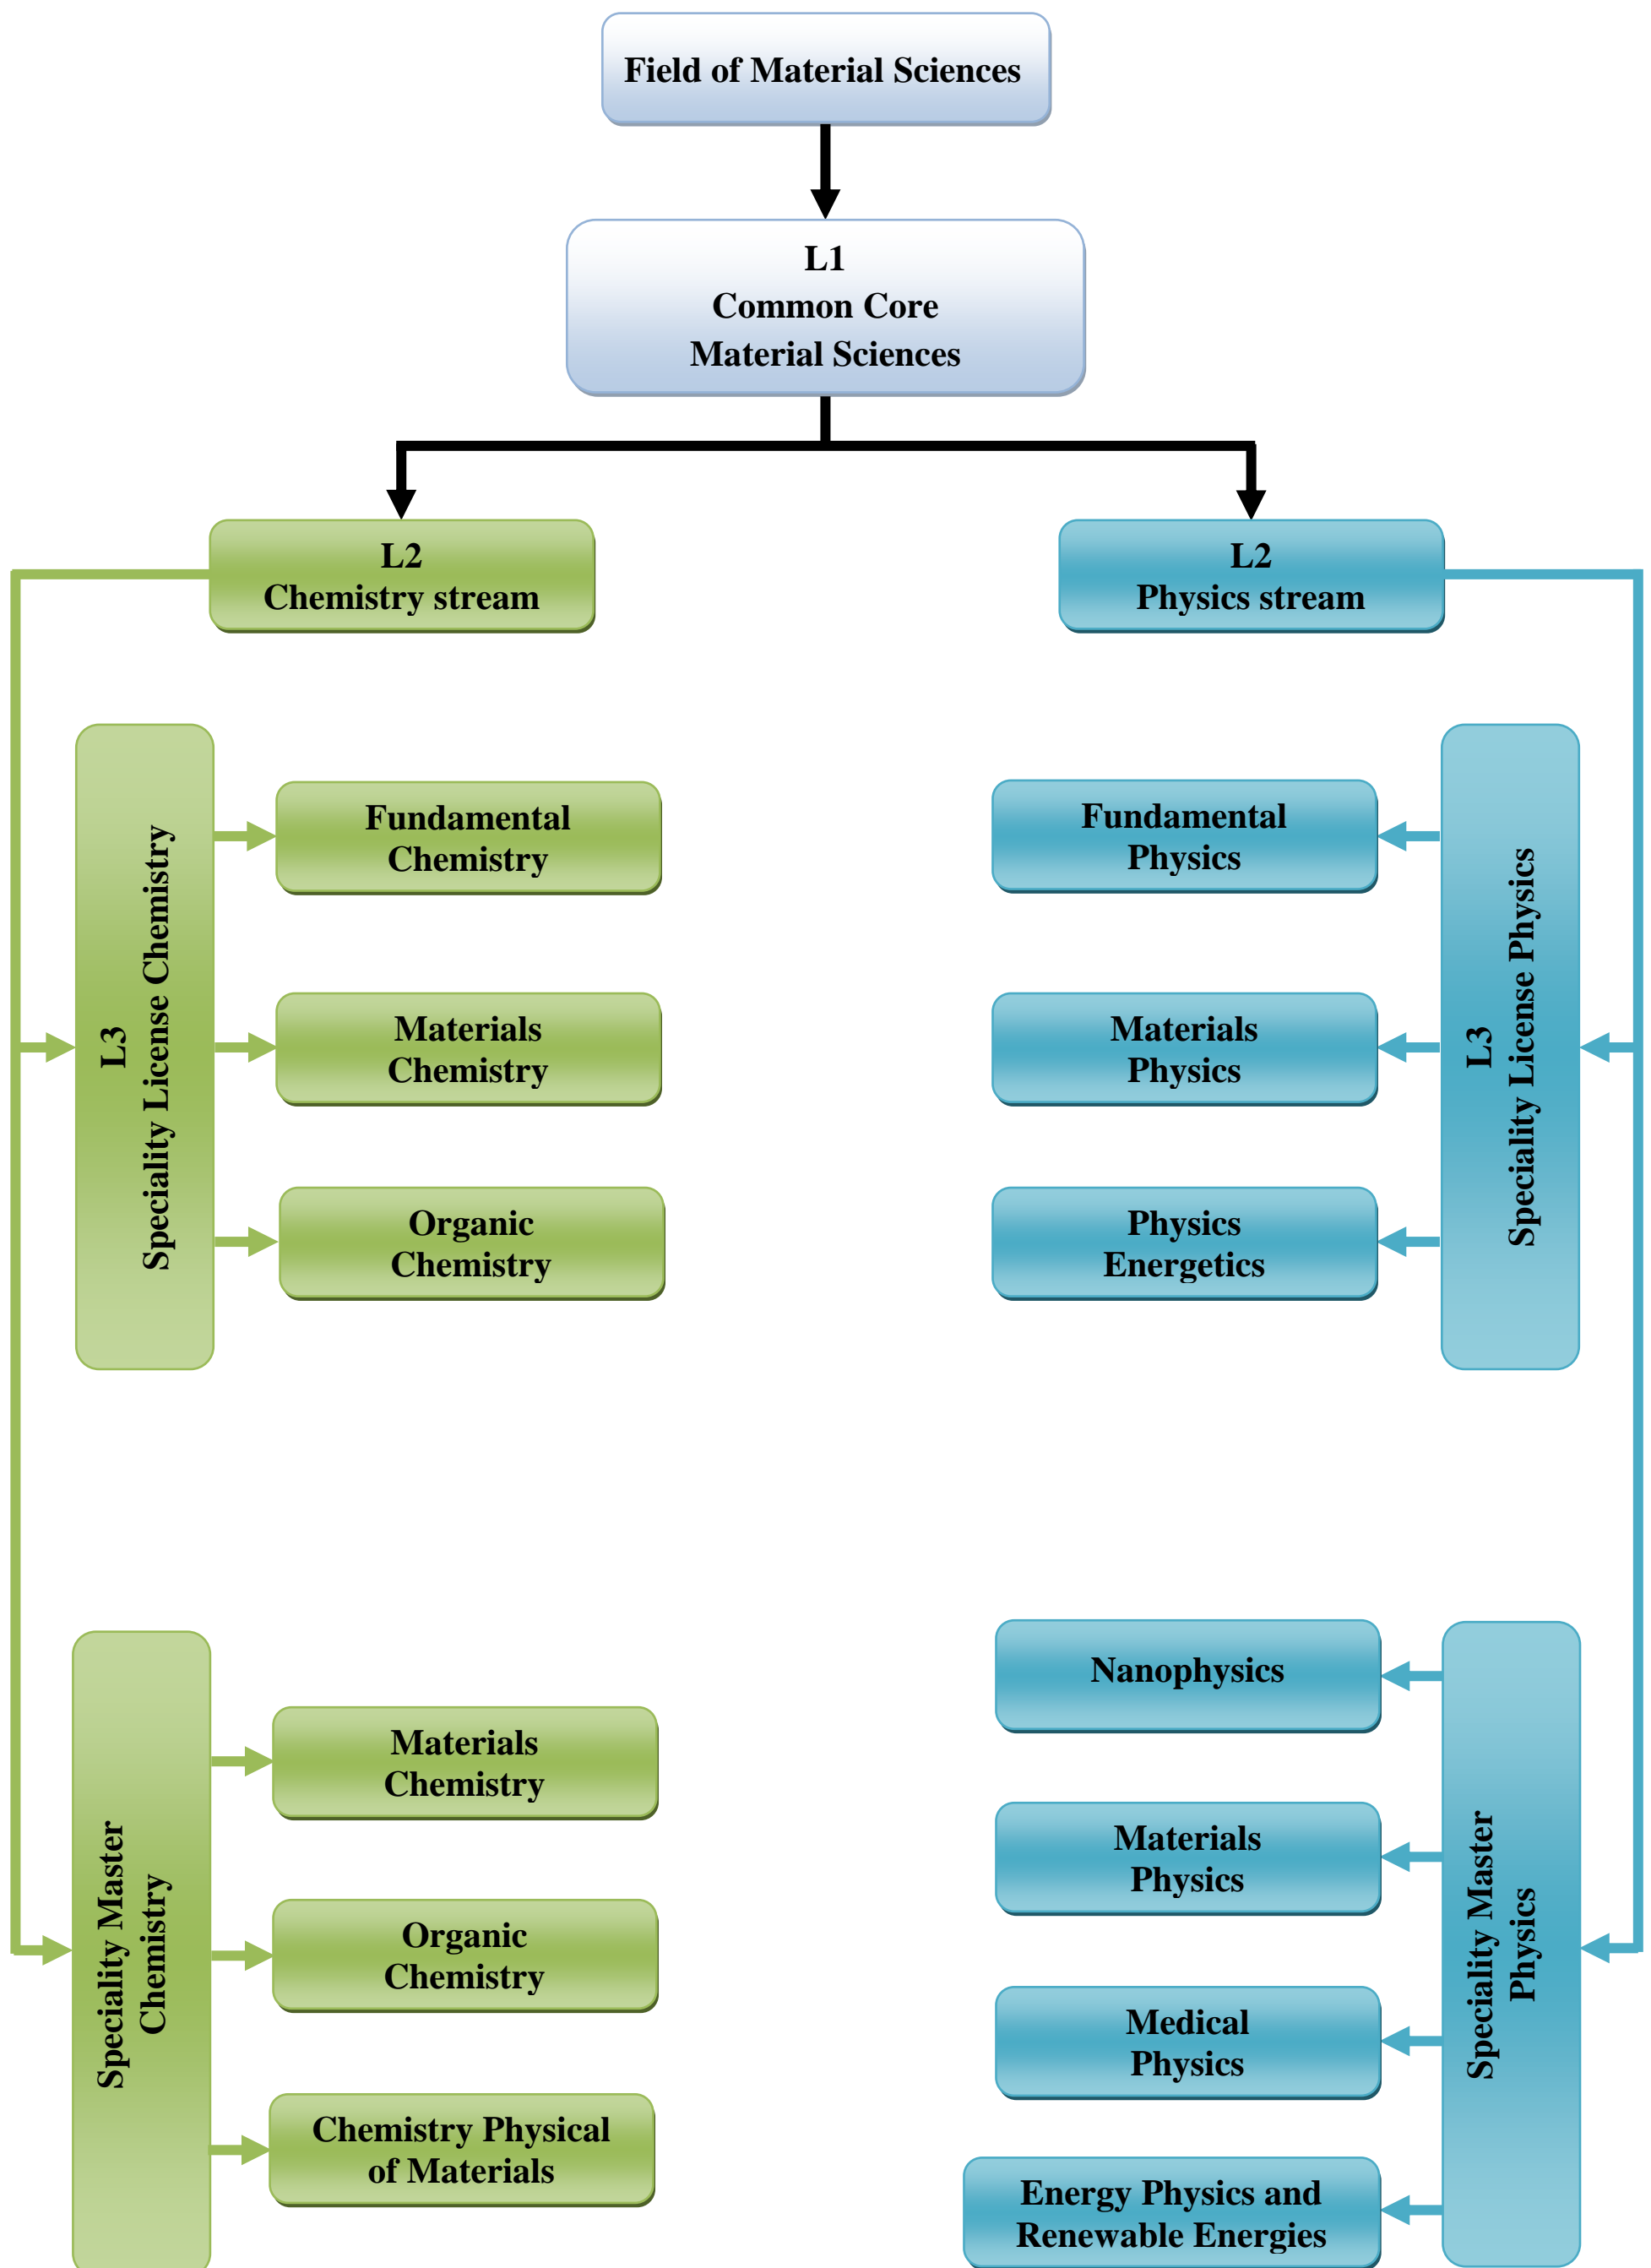 Field of Material Sciences
L1
Common Core
Material Sciences
L2
Chemistry stream
L2
Physics stream
L3
Speciality License Chemistry
Fundamental
Chemistry
Materials
Chemistry
Organic
Chemistry
Fundamental
Physics
Materials
Physics
Physics
Energetics
L3
Speciality License Physics
Speciality Master
Chemistry
Materials
Chemistry
Organic
Chemistry
Chemistry Physical
of Materials
Nanophysics
Materials
Physics
Medical
Physics
Energy Physics and
Renewable Energies
Speciality Master
Physics